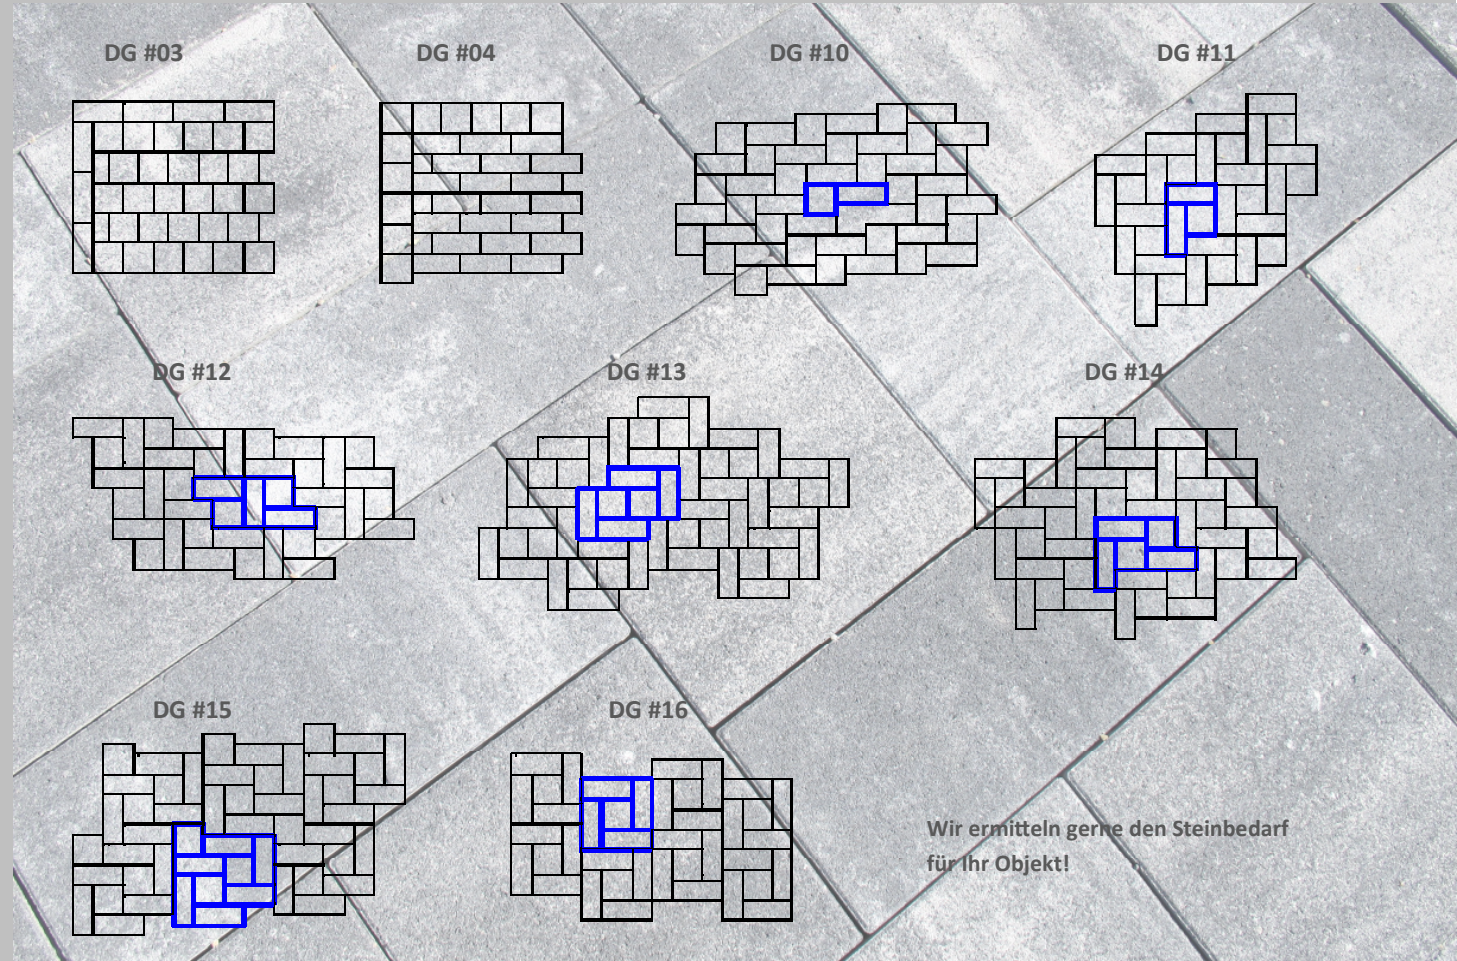 DG #03
DG #04
DG #10
DG #11
DG #12
DG #13
DG #14
DG #15
DG #16
Wir ermitteln gerne den Steinbedarf
für Ihr Objekt!